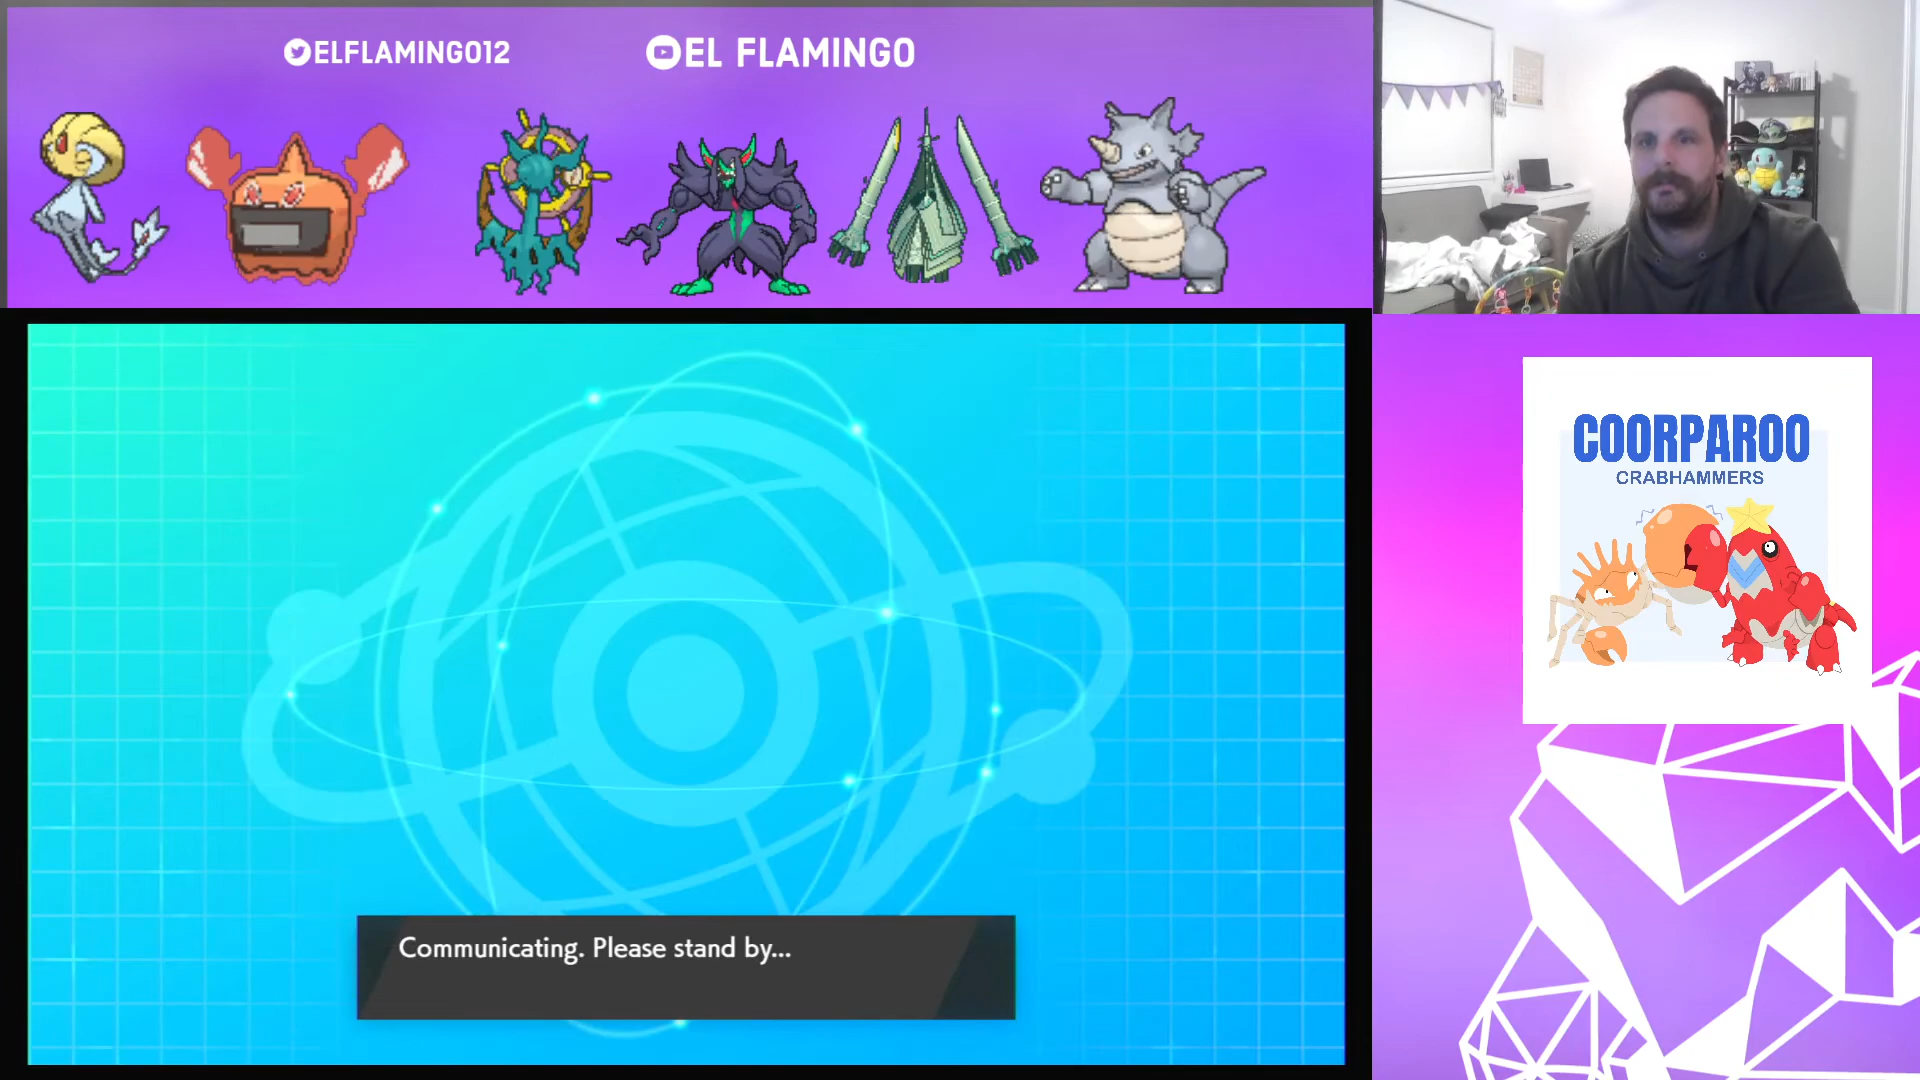 ELFLAMINGO12
EL FLAMINGO
COORPAROO
CRABHAMMERS
Communicating. Please stand by...